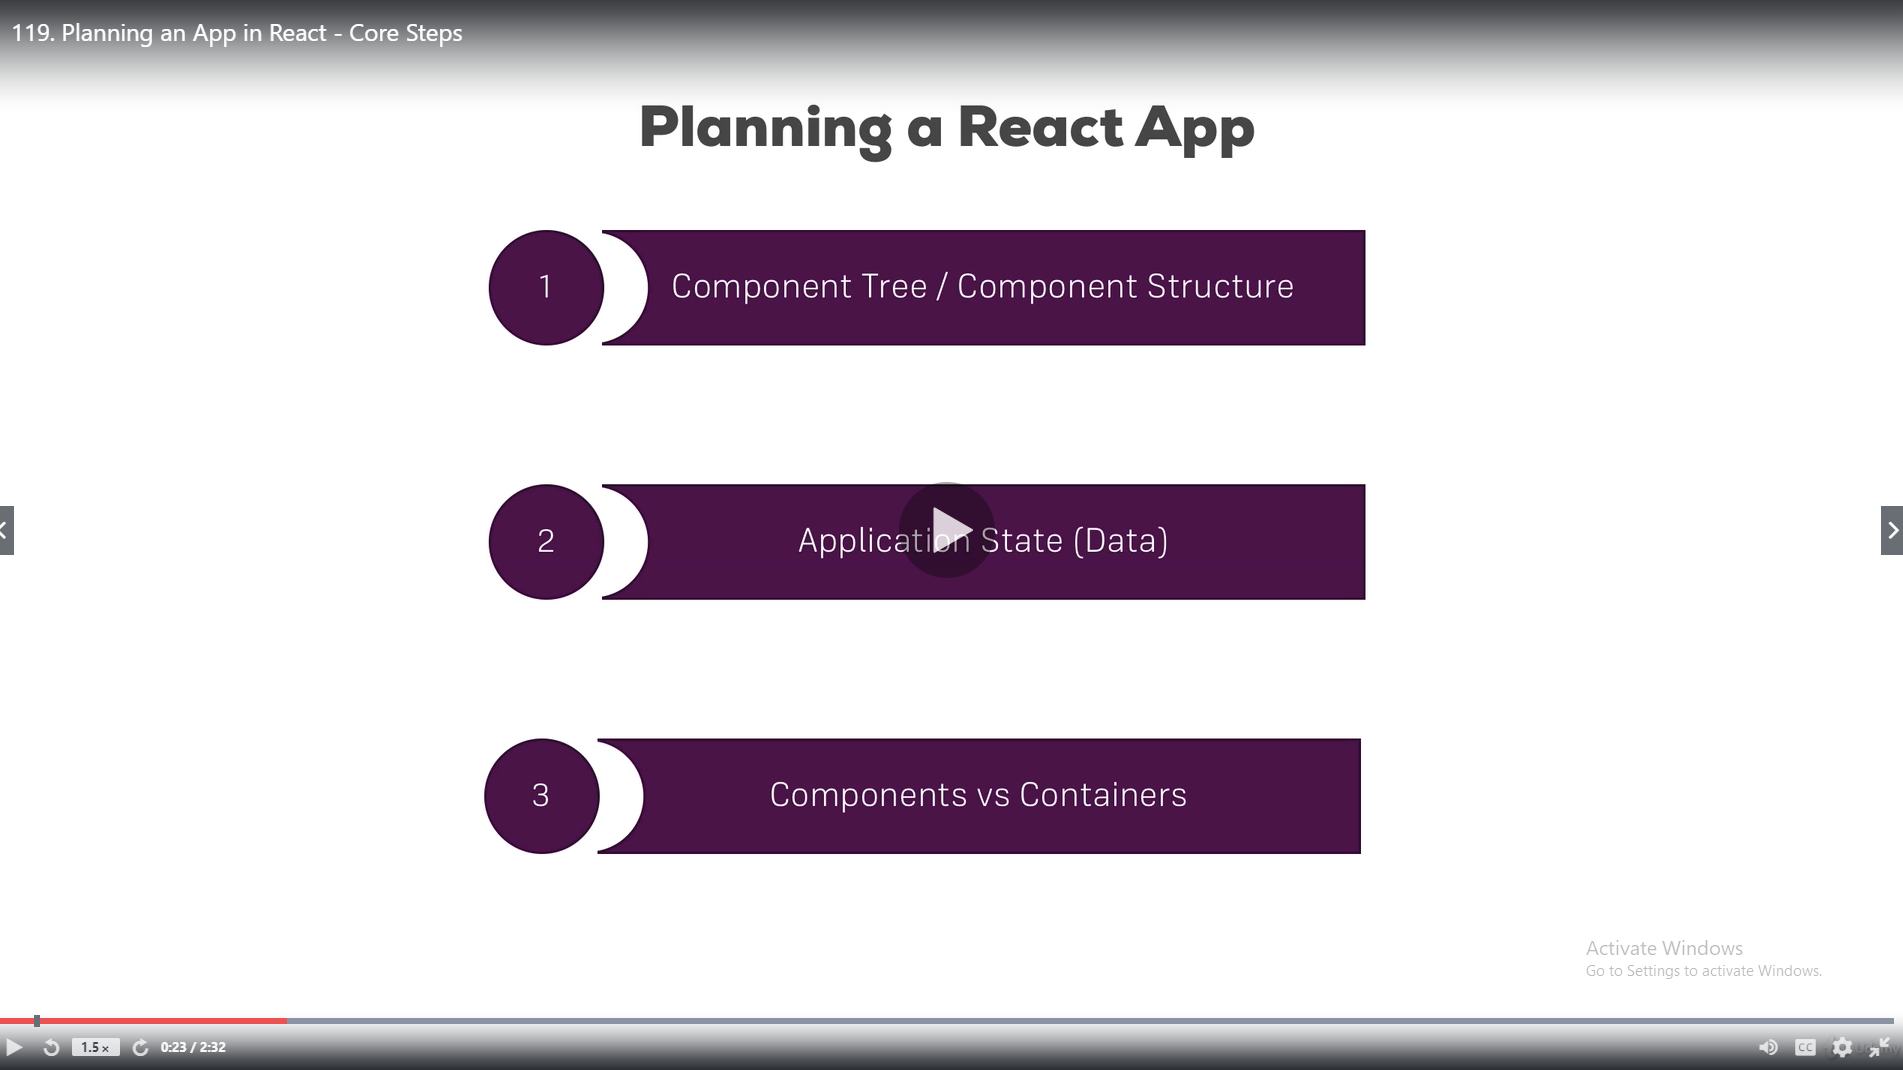 119. Planning an App in React - Core Steps
Planning a React App
1
Component Tree / Component Structure
2
Application State (Data)
3
Components vs Containers
Activate Windows
Go to Settings to activate Windows.
1.5 x
0:23 / 2:32
CC